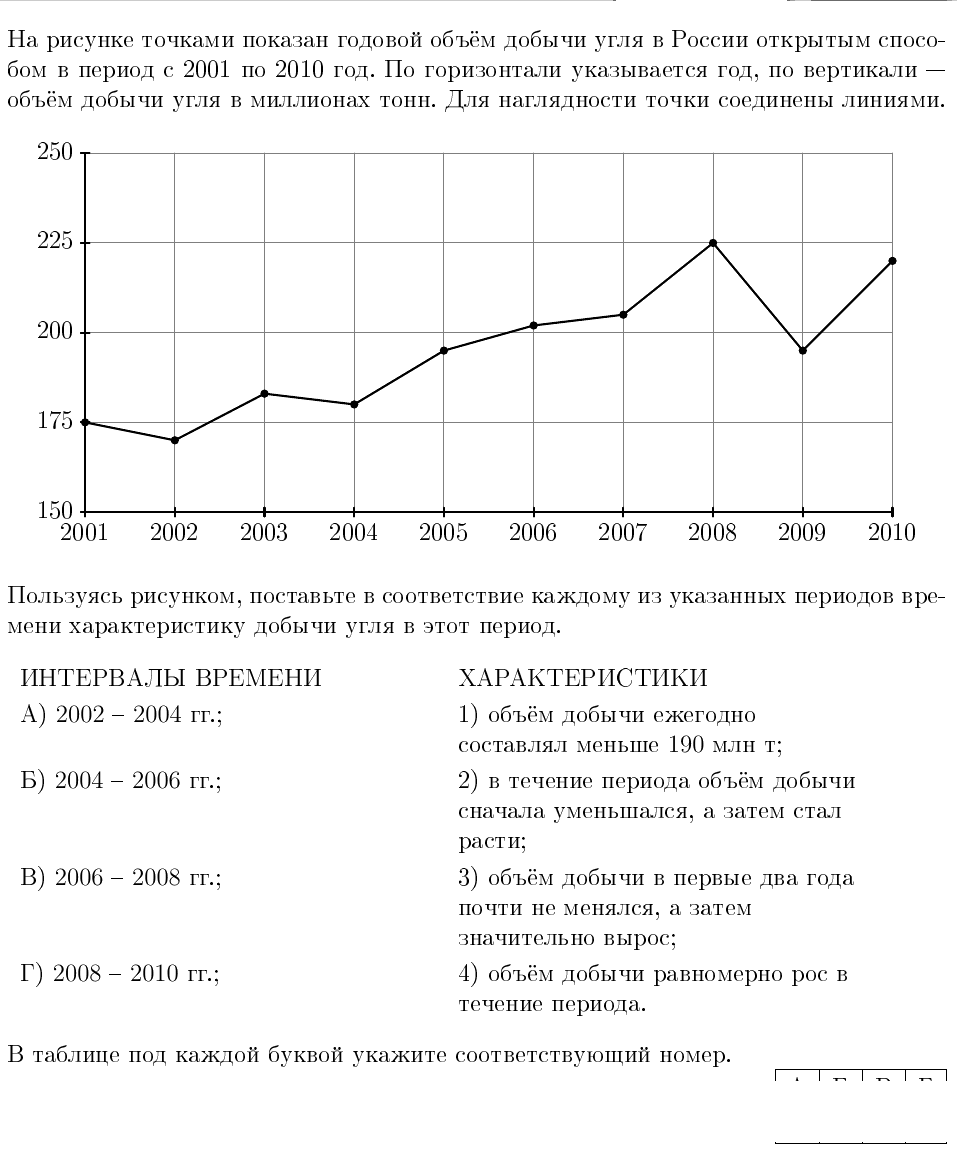 На рисунке точками показан годовой объём добычи угля в России открытым спосо-
бом в период с 2001 по 2010 год. По горизонтали указывается год, по вертикали —
объём добычи угля в миллионах тонн. Для наглядности точки соединены линиями.
250
225
200
175
150
2001 2002 2003 2004 2005 2006 2007 2008 2009 2010
Пользуясь рисунком, поставьте в соответствие каждому из указанных периодов вре-
мени характеристику добычи угля в этот период.
ИНТЕРВАЛЫ ВРЕМЕНИ ХАРАКТЕРИСТИКИ
А) 2002 – 2004 гг.; 1) объём добычи ежегодно
составлял меньше 190 млн т;
Б) 2004 – 2006 гг.; 2) в течение периода объём добычи
сначала уменьшался, а затем стал
расти;
В) 2006 – 2008 гг.; 3) объём добычи в первые два года
почти не менялся, а затем
значительно вырос;
Г) 2008 – 2010 гг.; 4) объём добычи равномерно рос в
течение периода.
В таблице под каждой буквой укажите соответствующий номер.